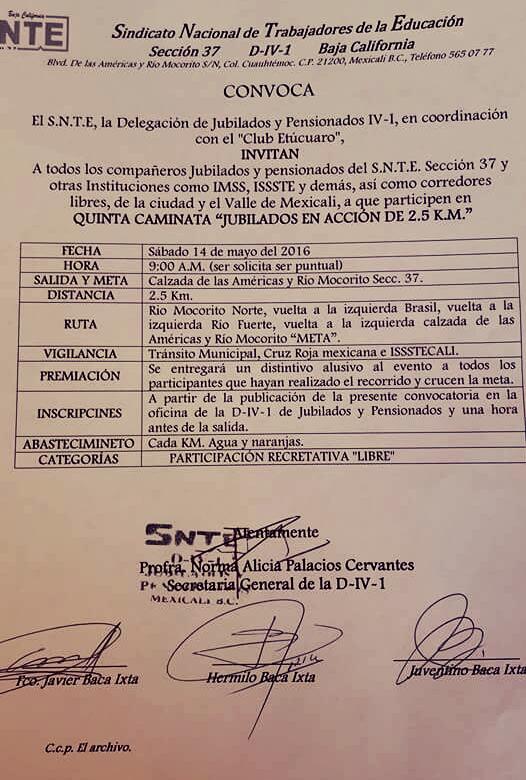 Baja California
NTE
Sindicato Nacional de Trabajadores de la Educación
Sección 37 D-IV-1 Baja California
Blvd. De las Américas y Río Mocorito S/N, Col. Cuauhtémoc. C.P. 21200, Mexicali B.C., Teléfono 565 07 77
CONVOCA
El S.N.T.E, la Delegación de Jubilados y Pensionados IV-I, en coordinación
con el "Club Etúcuaro",
INVITAN
A todos los compañeros Jubilados y pensionados del S.N.T.E. Sección 37 y
otras Instituciones como IMSS, ISSSTE y demás, así como corredores
libres, de la ciudad y el Valle de Mexicali, a que participen en
QUINTA CAMINATA “JUBILADOS EN ACCIÓN DE 2.5 K.M.”
FECHA Sábado 14 de mayo del 2016
HORA 9:00 A.M. (ser solicita ser puntual)
SALIDA Y META Calzada de las Américas y Río Mocorito Secc. 37.
DISTANCIA 2.5 Km.
RUTA Rio Mocorito Norte, vuelta a la izquierda Brasil, vuelta a la
izquierda Rio Fuerte, vuelta a la izquierda calzada de las
Américas y Río Mocorito “META”.
VIGILANCIA Tránsito Municipal, Cruz Roja mexicana e ISSSTECALI.
PREMIACIÓN Se entregará un distintivo alusivo al evento a todos los
participantes que hayan realizado el recorrido y crucen la meta.
INSCRIPCINES A partir de la publicación de la presente convocatoria en la
oficina de la D-IV-1 de Jubilados y Pensionados y una hora
antes de la salida.
ABASTECIMINETO Cada KM. Agua y naranjas.
CATEGORÍAS PARTICIPACIÓN RECRETATIVA "LIBRE"
SNTE
Atentamente
Profra. Norma Alicia Palacios Cervantes
Secretaria General de la D-IV-1
MEXICALI B.C.
Fco. Javier Baca Ixta Hermilo Baca Ixta Juventino Baca Ixta
C.c.p. El archivo.